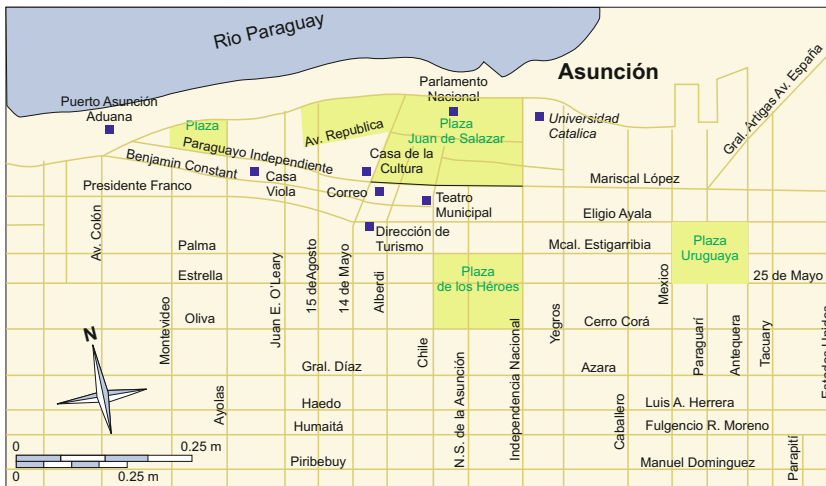 Rio Paraguay
Asunción
Puerto Asunción
Aduana
Plaza
Av. Republica
Parlamento
Nacional
Plaza
Juan de Salazar
Universidad
Catalica
Gral. Artigas Av. España
Paraguayo Independiente
Benjamin Constant
Presidente Franco
Casa
Viola
Casa de la
Cultura
Correo
Teatro
Municipal
Dirección de
Turismo
Mariscal López
Eligio Ayala
Mcal. Estigarribia
Plaza
Uruguaya
25 de Mayo
Av. Colón
Palma
Estrella
Oliva
Montevideo
Juan E. O'Leary
15 deAgosto
14 de Mayo
Alberdi
Plaza
de los Héroes
Chile
Yegros
Mexico
Cerro Corá
Paraguarí
Antequera
Tacuary
Estados Unidos
N
Ayolas
Gral. Díaz
Haedo
Humaitá
Piribebuy
N.S. de la Asunción
Independencia Nacional
Azara
Caballero
Luis A. Herrera
Fulgencio R. Moreno
Manuel Dominguez
Parapití
0 0.25 m
0 0.25 m